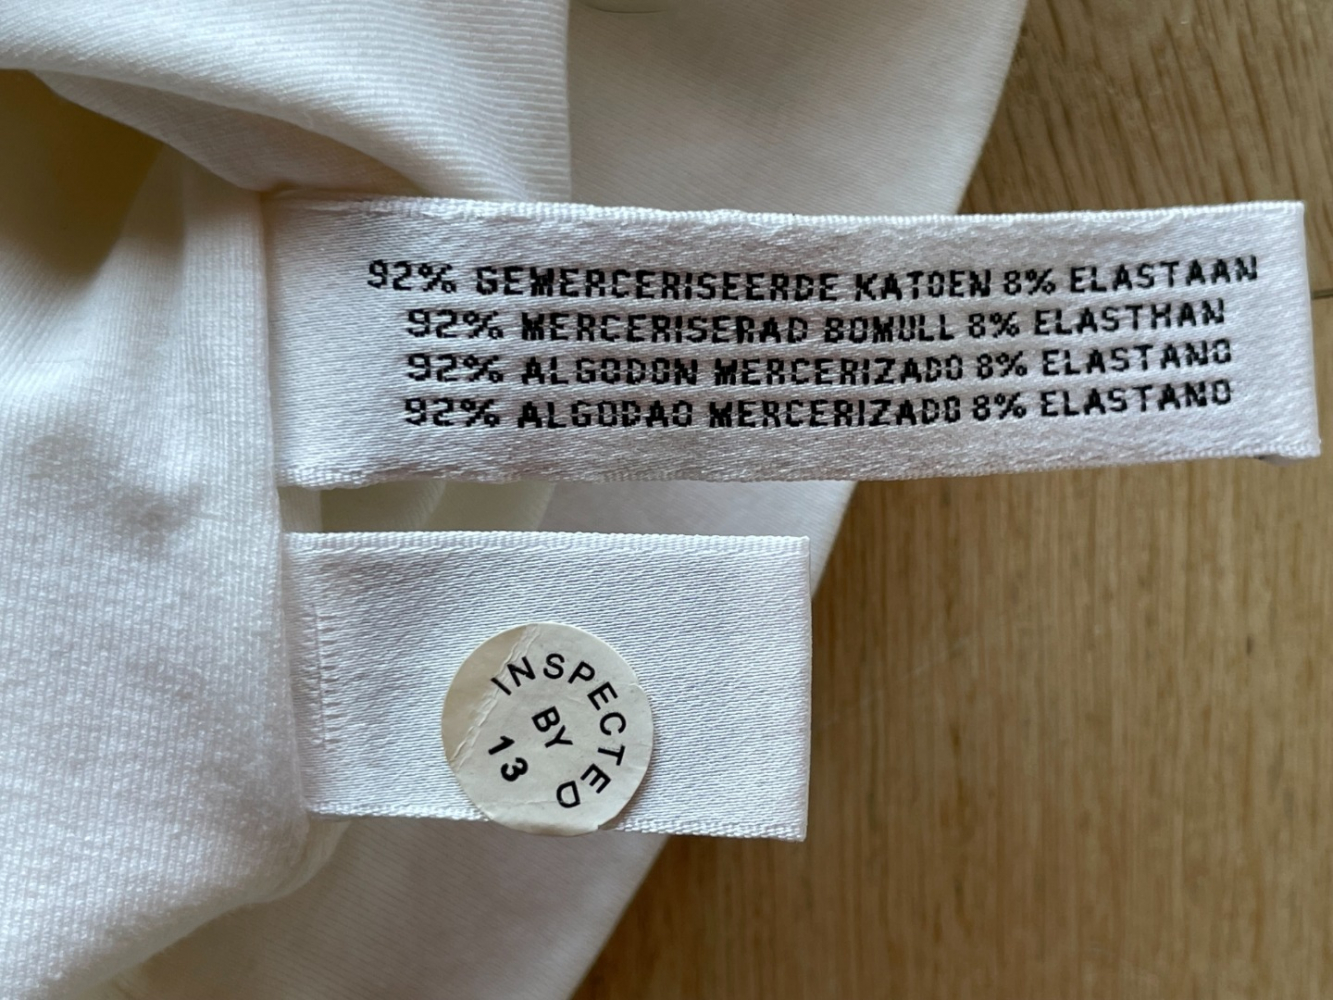 92% GEMERCERISEERDE KATOEN 8% ELASTAAN
92% MERCERISERAD BOMULL 8% ELASTHAN
92% ALGODON MERCERIZADO 8% ELASTANO
92% ALGODAO MERCERIZADO 8% ELASTANO
INSPECTED
BY
13